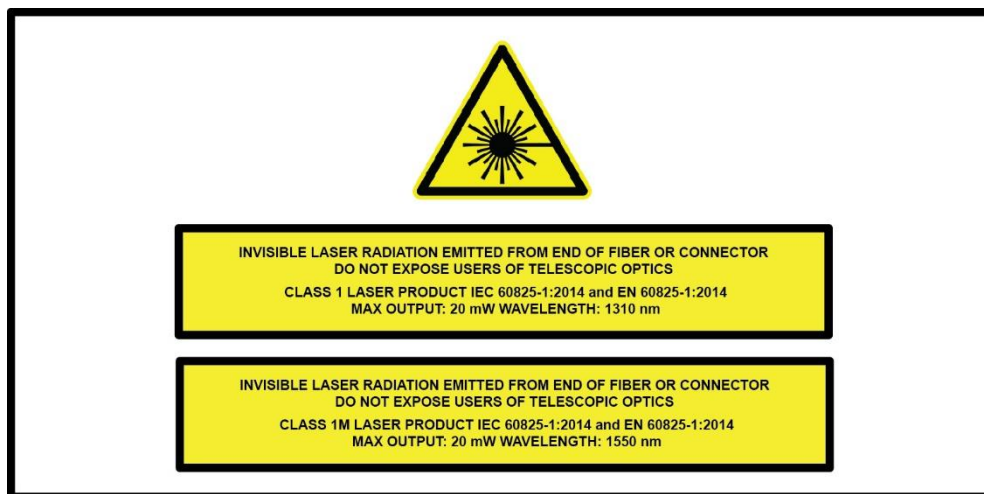 INVISIBLE LASER RADIATION EMITTED FROM END OF FIBER OR CONNECTOR
DO NOT EXPOSE USERS OF TELESCOPIC OPTICS
CLASS 1 LASER PRODUCT IEC 60825-1:2014 and EN 60825-1:2014
MAX OUTPUT: 20 mW WAVELENGTH: 1310 nm
INVISIBLE LASER RADIATION EMITTED FROM END OF FIBER OR CONNECTOR
DO NOT EXPOSE USERS OF TELESCOPIC OPTICS
CLASS 1M LASER PRODUCT IEC 60825-1:2014 and EN 60825-1:2014
MAX OUTPUT: 20 mW WAVELENGTH: 1550 nm